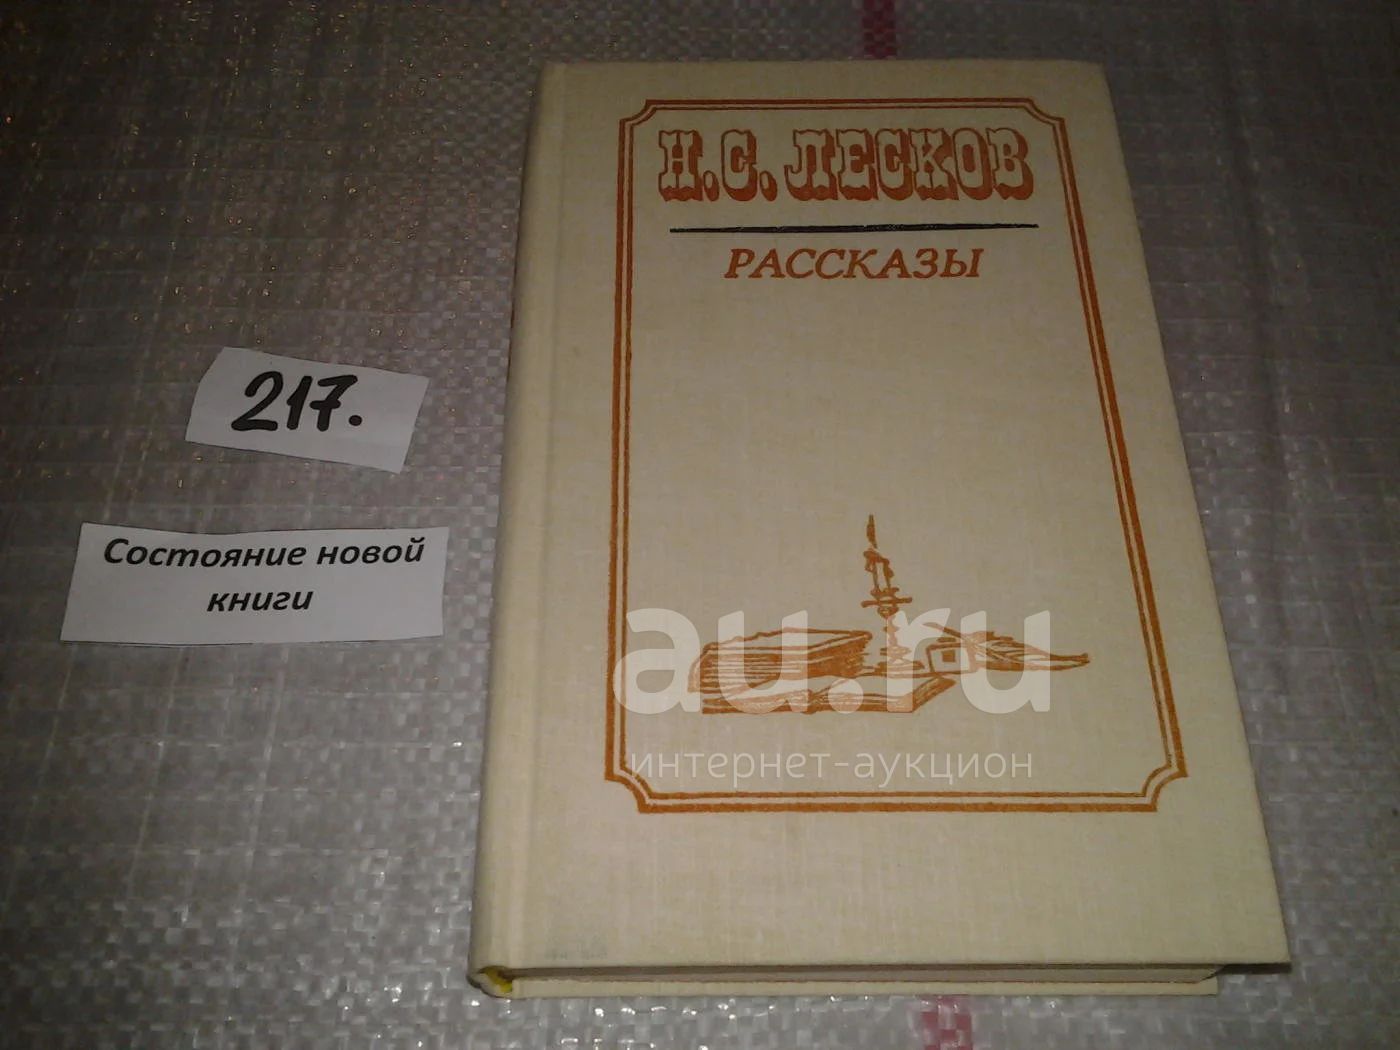 Н.С. ЛЕСКОВ
РАССКАЗЫ
217.
Состояние новой
книги
au.ru
интернет-аукцион